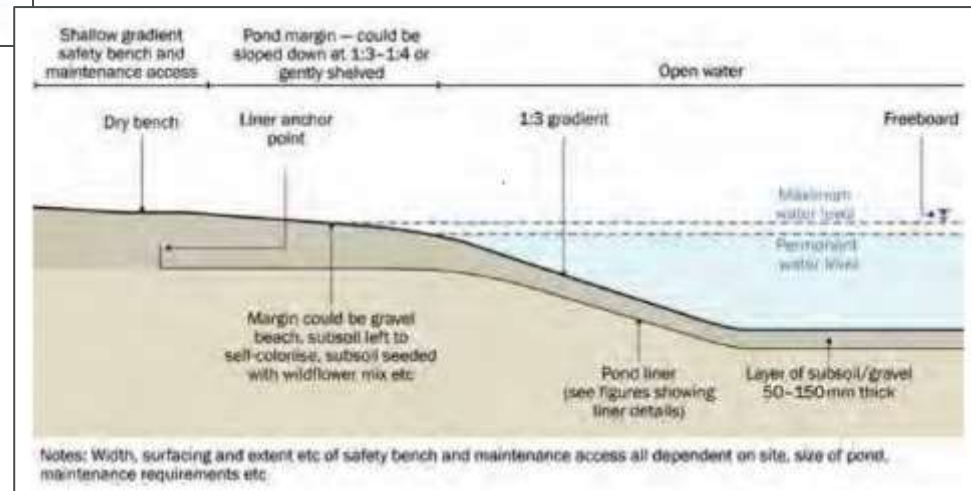 Shallow gradient
safety bench and
maintenance access
Pond margin — could be
sloped down at 1:3–1:4 or
gently shelved
Open water
Dry bench
Liner anchor
point
1:3 gradient
Freeboard
Maximum
water level
Permanent
water level
Margin could be gravel
beach, subsoil left to
self-colonise, subsoil seeded
with wildflower mix etc
Pond liner
(see figures showing
liner details)
Layer of subsoil/gravel
50–150mm thick
Notes: Width, surfacing and extent etc of safety bench and maintenance access all dependent on site, size of pond,
maintenance requirements etc